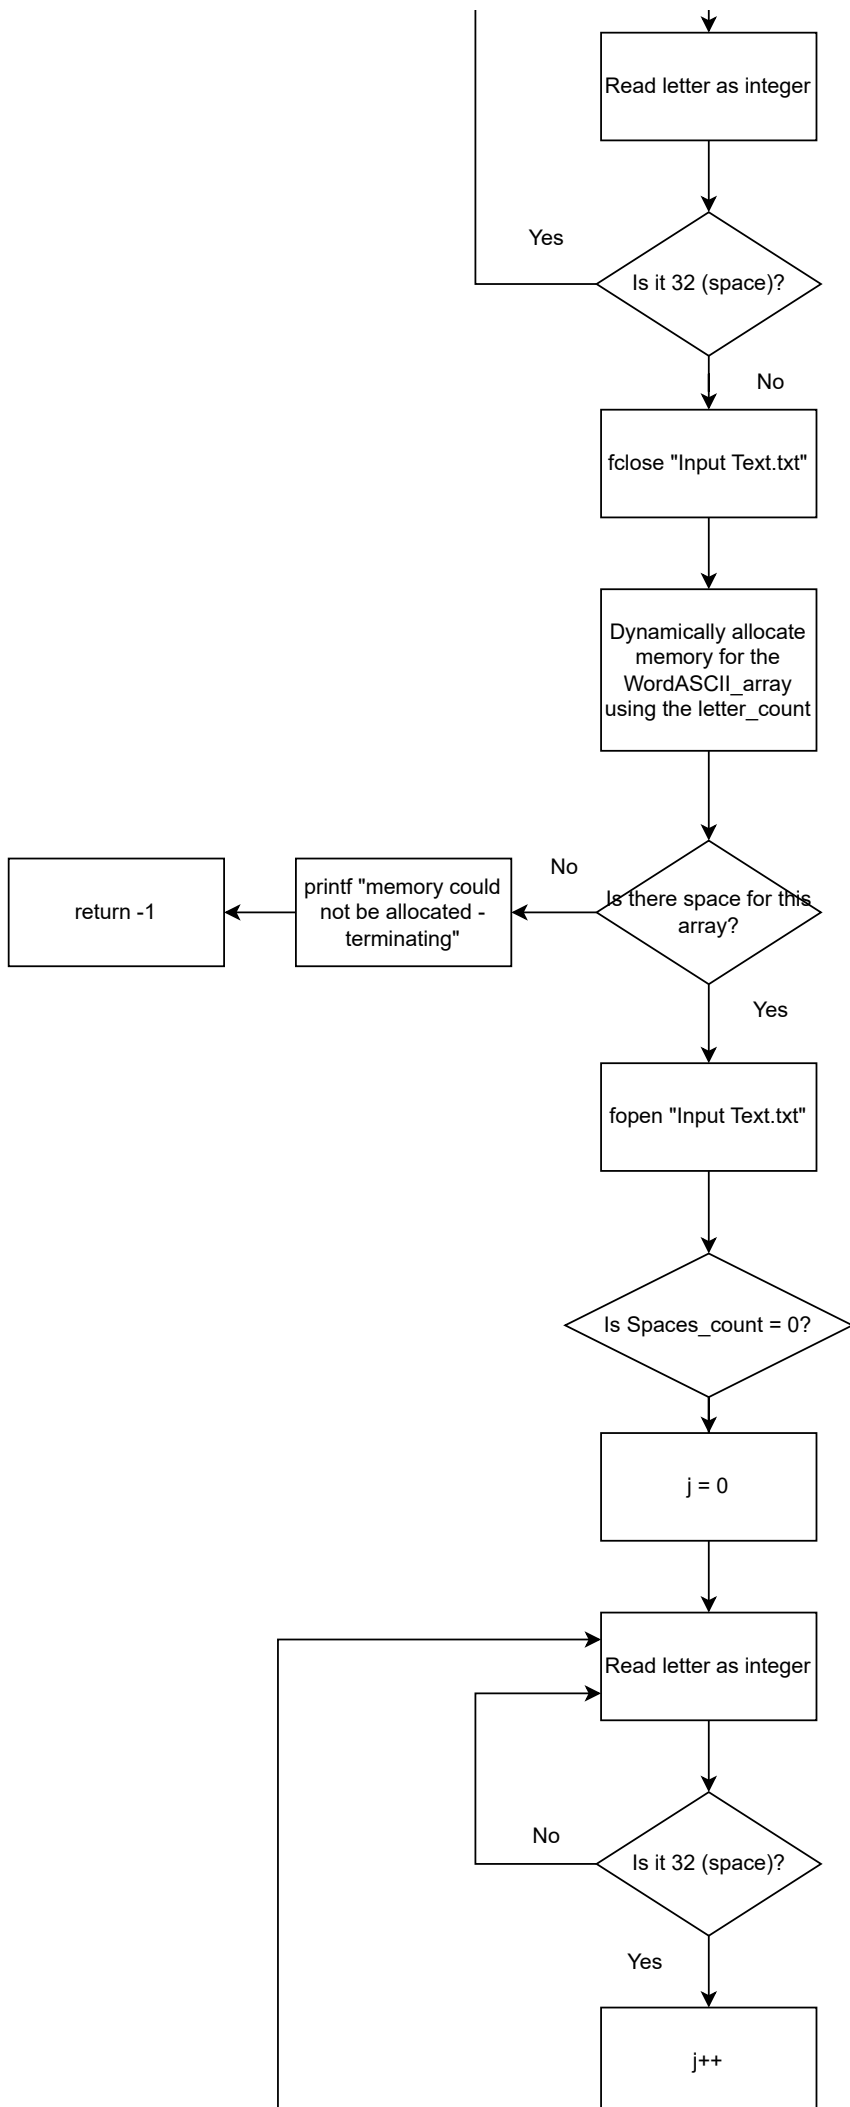 Read letter as integer
Yes
Is it 32 (space)?
No
fclose "Input Text.txt"
Dynamically allocate
memory for the
WordASCII_array
using the letter_count
return -1
printf "memory could
not be allocated -
terminating"
No
Is there space for this
array?
Yes
fopen "Input Text.txt"
Is Spaces_count = 0?
j = 0
Read letter as integer
No
Is it 32 (space)?
Yes
j++